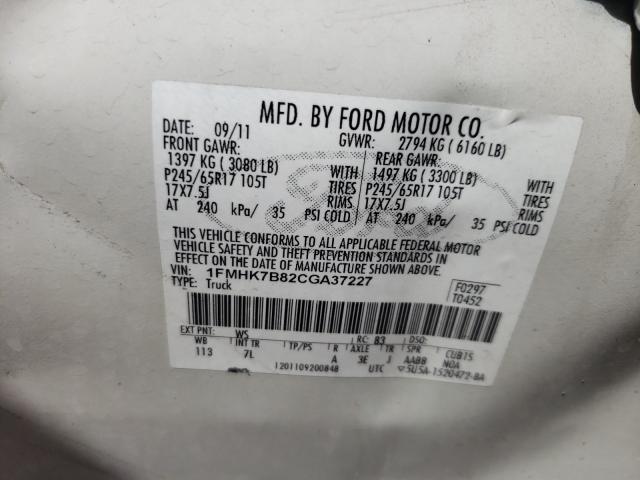 MFD. BY FORD MOTOR CO.
DATE: 09/11 GVWR: 2794 KG ( 6160 LB)
FRONT GAWR: REAR GAWR:
1397 KG ( 3080 LB) WITH 1497 KG ( 3300 LB) WITH
P245/65R17 105T TIRES P245/65R17 105T TIRES
17X7.5J RIMS 17X7.5J RIMS
AT 240 kPa/ 35 PSI COLD AT 240 kPa/ 35 PSI COLD
THIS VEHICLE CONFORMS TO ALL APPLICABLE FEDERAL MOTOR
VEHICLE SAFETY AND THEFT PREVENTION STANDARDS IN EFFECT
ON THE DATE OF MANUFACTURE SHOWN ABOVE.
VIN: 1FMHK7B82CGA37227 F0297
TYPE: Truck T0452
EXT PNT: WS RC: 83 DSO:
WB INT TR TP/PS R AXLE TR SPR CUBTS
113 7L A 3E J AABB NOA
1201109200848 UTC 5U5A-1520472-BA
Ford